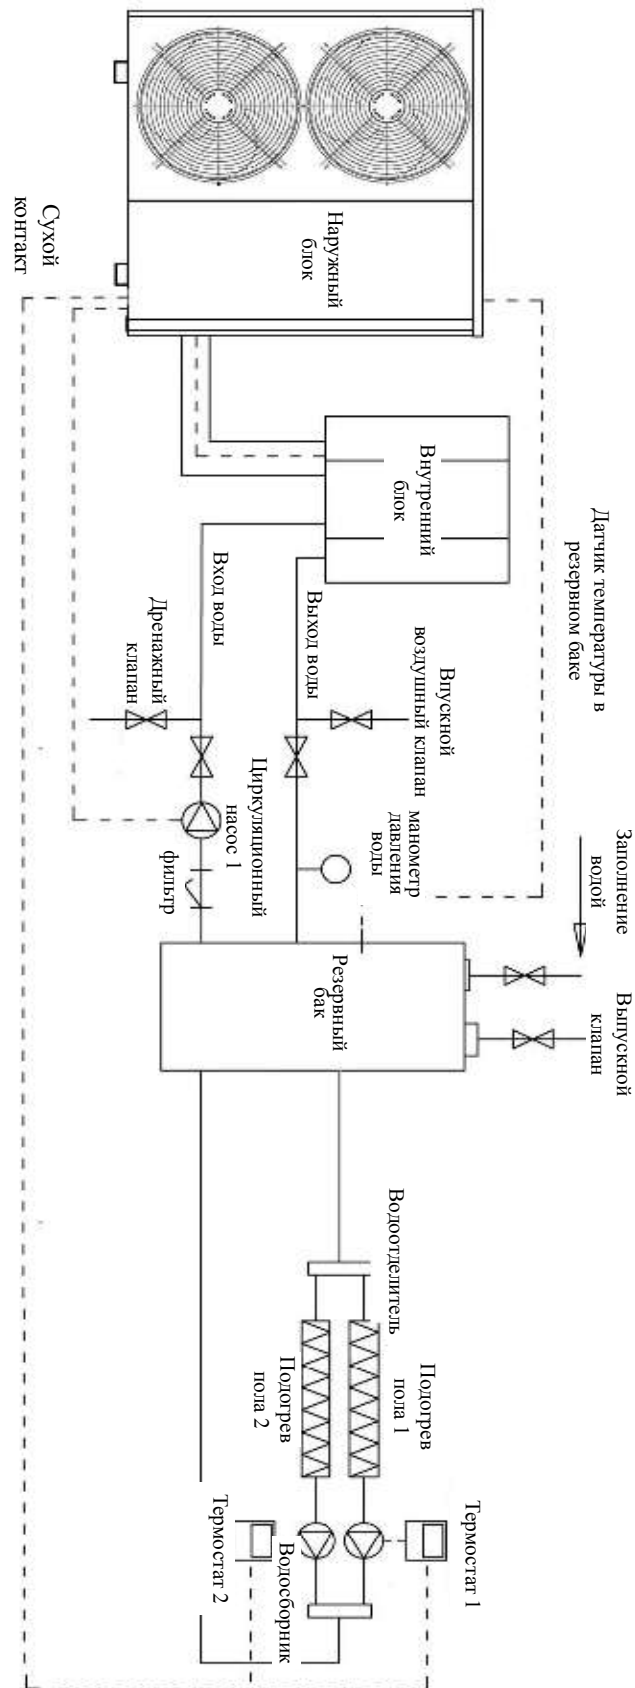 Наружный
блок
Сухой
контакт
Внутренний
блок
Датчик температуры в
резервном баке
Вход воды
Выход воды
Дренажный
клапан
Впускной
воздушный клапан
Циркуляционный
насос 1
фильтр
манометр
давления
воды
Заполнение
водой
Выпускной
клапан
Резервный
бак
Водоотделитель
Подогрев
пола 1
Подогрев
пола 2
Термостат 1
Термостат 2
Водосборник